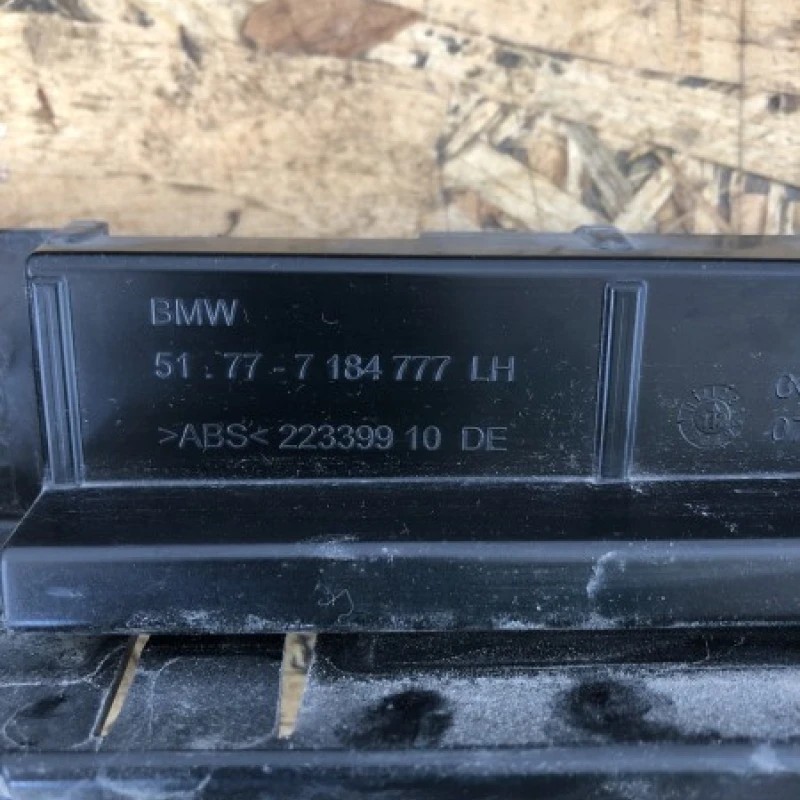 BMW
51.77-7 184 777 LH
>ABS< 223399 10 DE